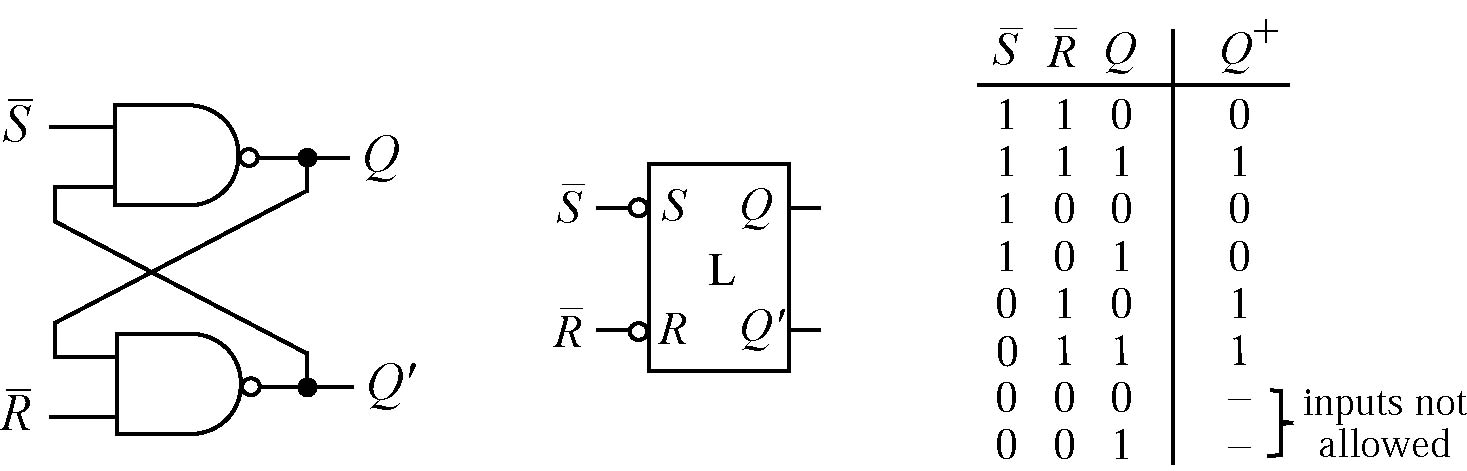 S̅
Q
R̅
Q′
S̅ S Q
L
R̅ R Q′
S̅ R̅ Q Q⁺
1 1 0 0
1 1 1 1
1 0 0 0
1 0 1 0
0 1 0 1
0 1 1 1
0 0 0 –
0 0 1 –
inputs not
allowed